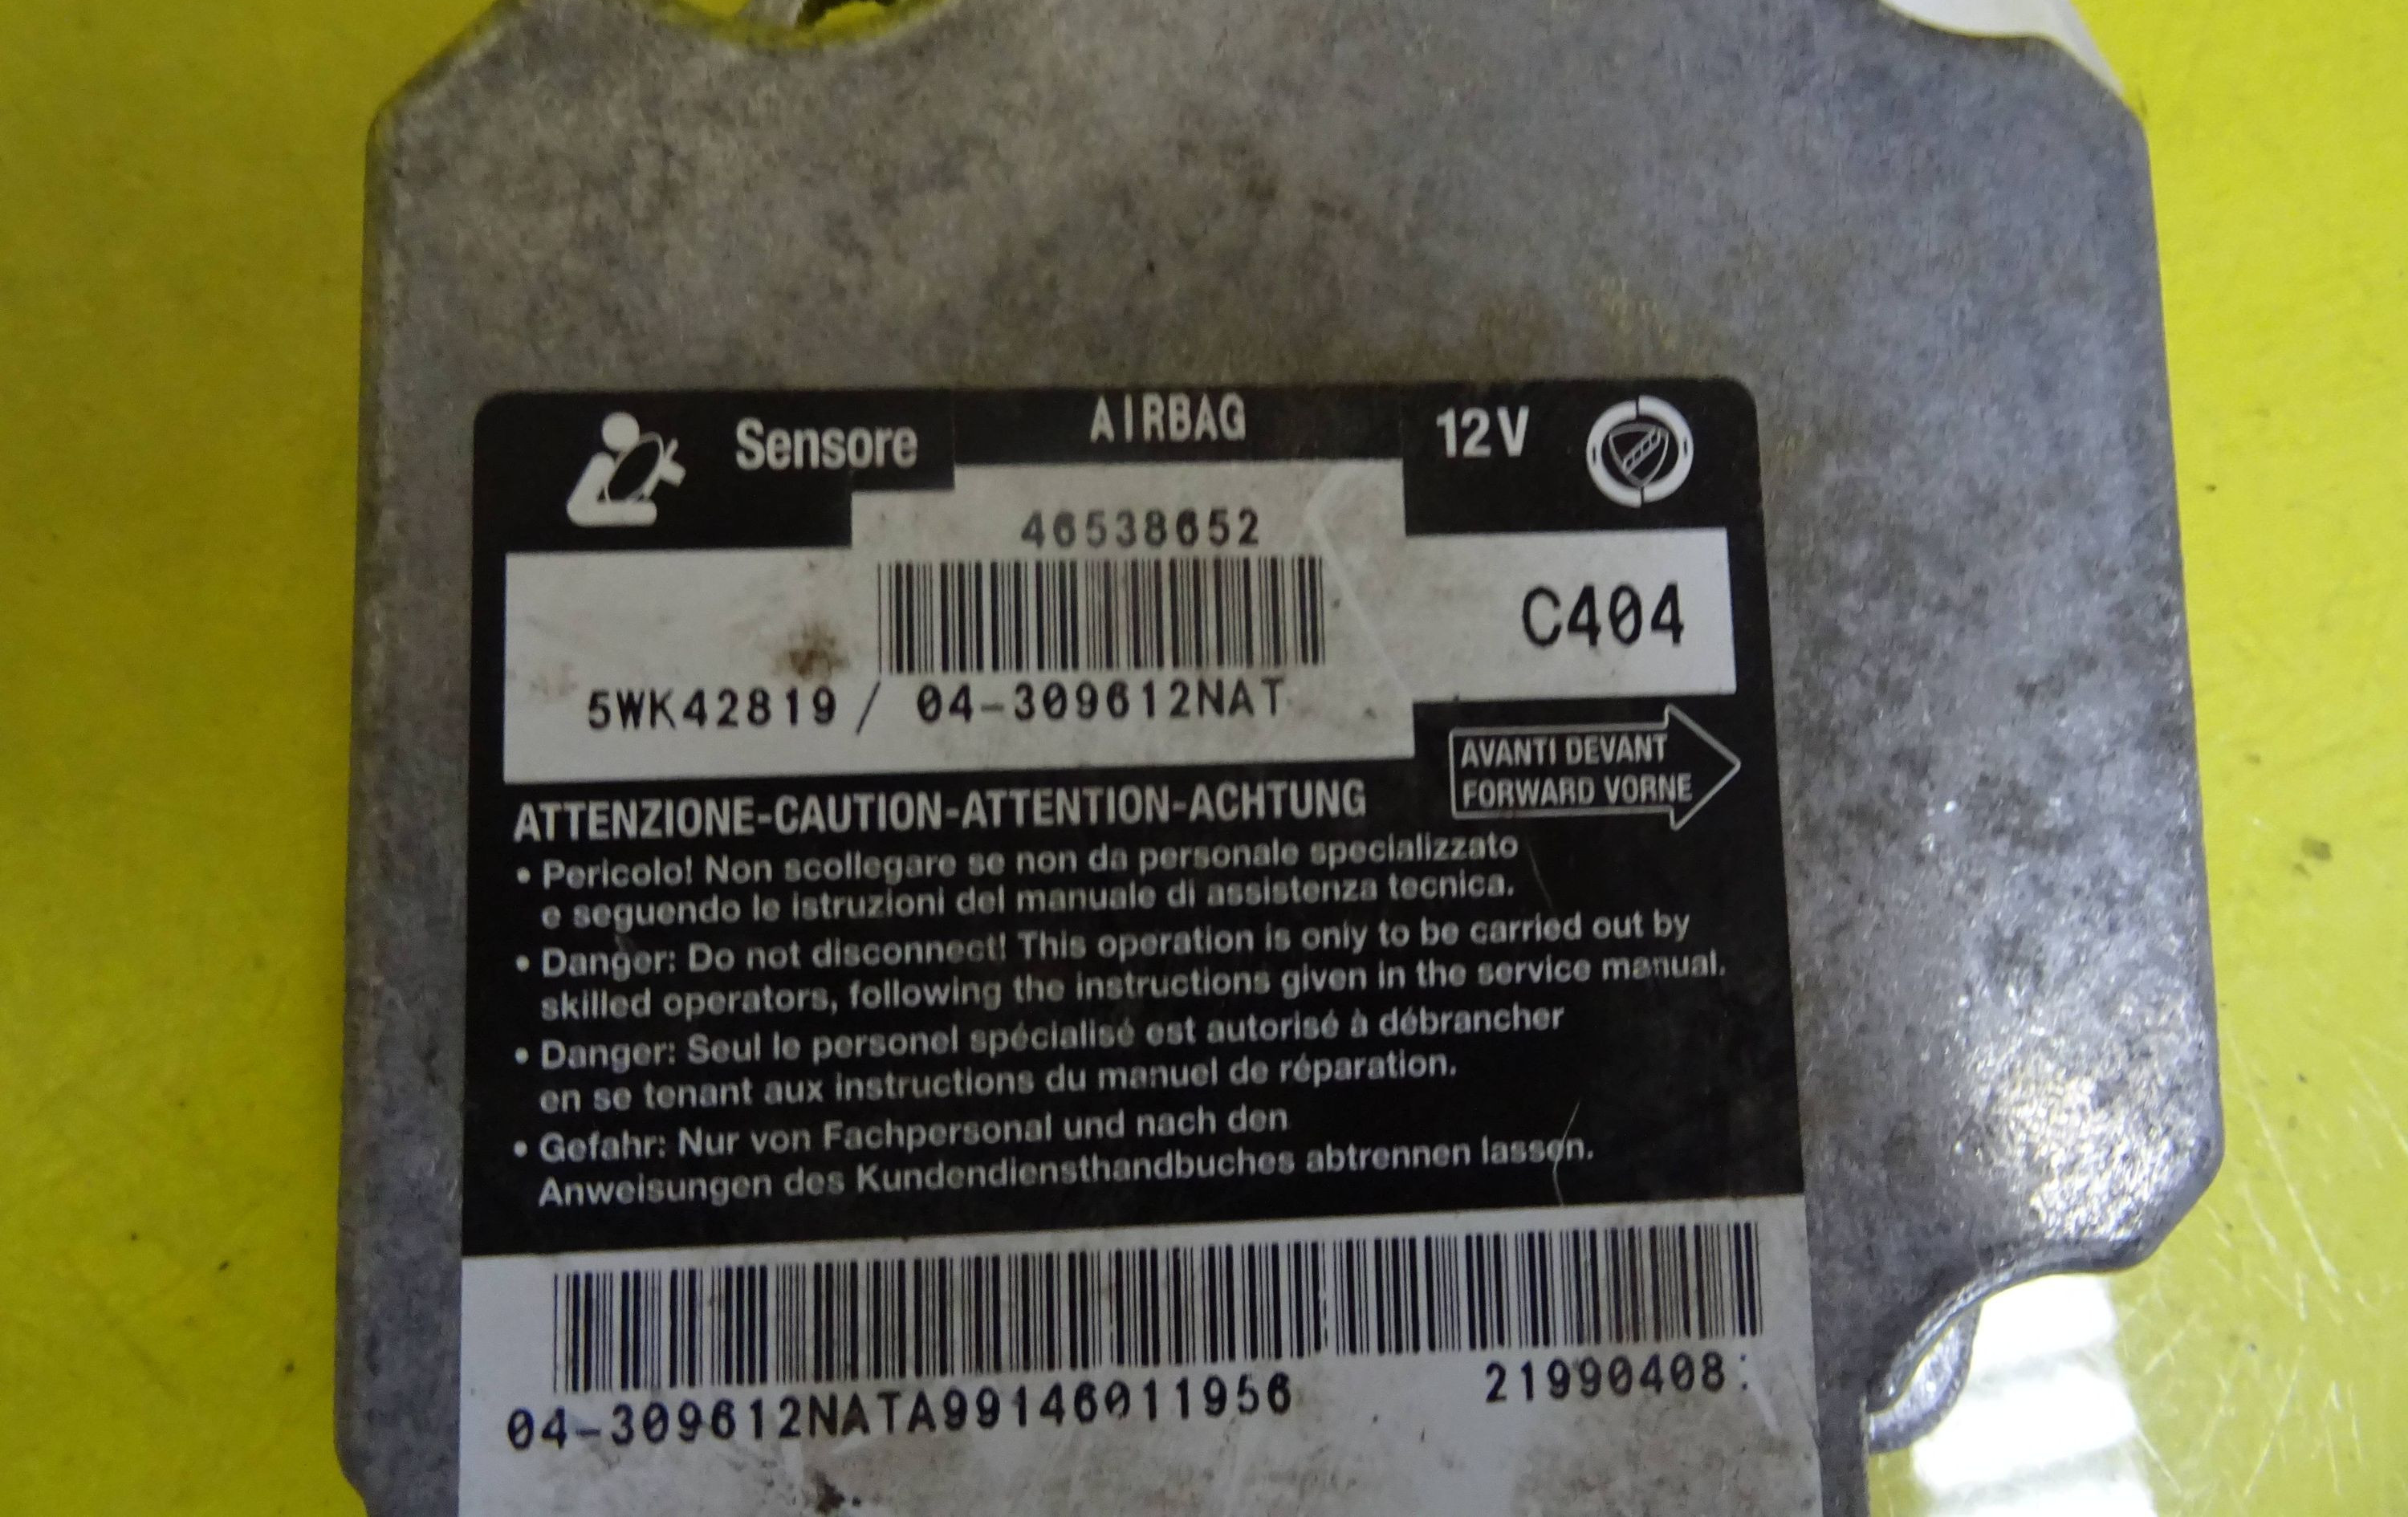 Sensore
AIRBAG
12V
46538652
C404
5WK42819 / 04-309612NAT
AVANTI DEVANT
FORWARD VORNE
ATTENZIONE-CAUTION-ATTENTION-ACHTUNG
• Pericolo! Non scollegare se non da personale specializzato
e seguendo le istruzioni del manuale di assistenza tecnica.
• Danger: Do not disconnect! This operation is only to be carried out by
skilled operators, following the instructions given in the service manual.
• Danger: Seul le personel spécialisé est autorisé à débrancher
en se tenant aux instructions du manuel de réparation.
• Gefahr: Nur von Fachpersonal und nach den
Anweisungen des Kundendiensthandbuches abtrennen lassen.
04-309612NATA99146011956
21990408: